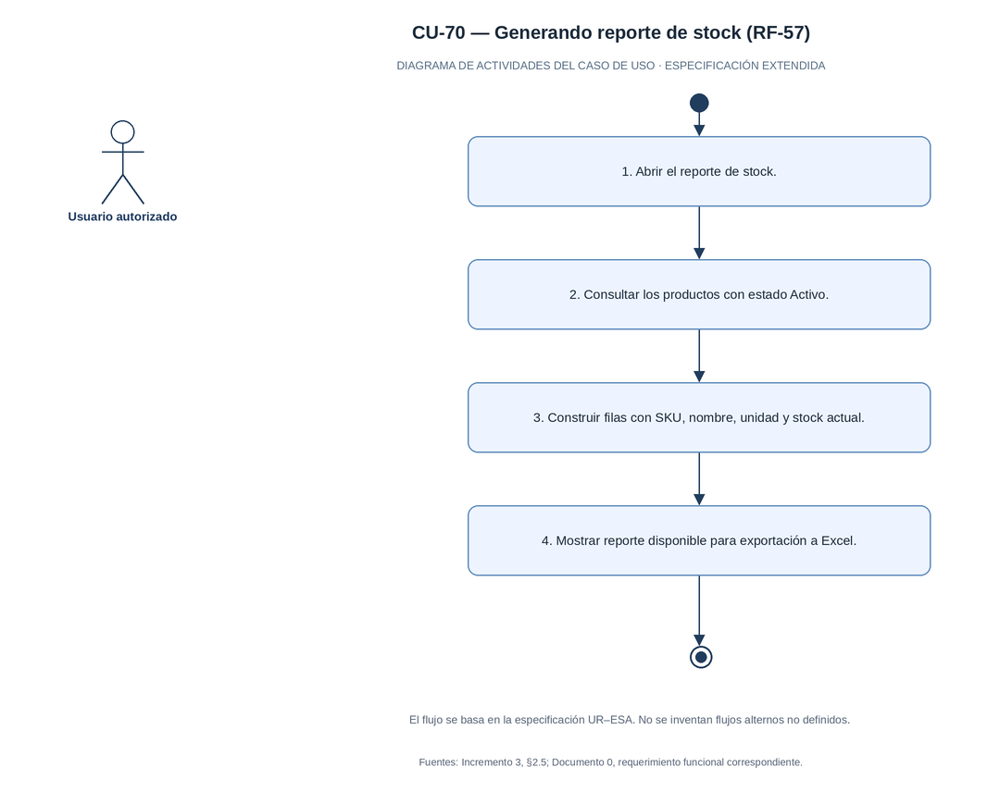 CU-70 — Generando reporte de stock (RF-57)
DIAGRAMA DE ACTIVIDADES DEL CASO DE USO · ESPECIFICACIÓN EXTENDIDA
Usuario autorizado
1. Abrir el reporte de stock.
2. Consultar los productos con estado Activo.
3. Construir filas con SKU, nombre, unidad y stock actual.
4. Mostrar reporte disponible para exportación a Excel.
El flujo se basa en la especificación UR–ESA. No se inventan flujos alternos no definidos.
Fuentes: Incremento 3, §2.5; Documento 0, requerimiento funcional correspondiente.